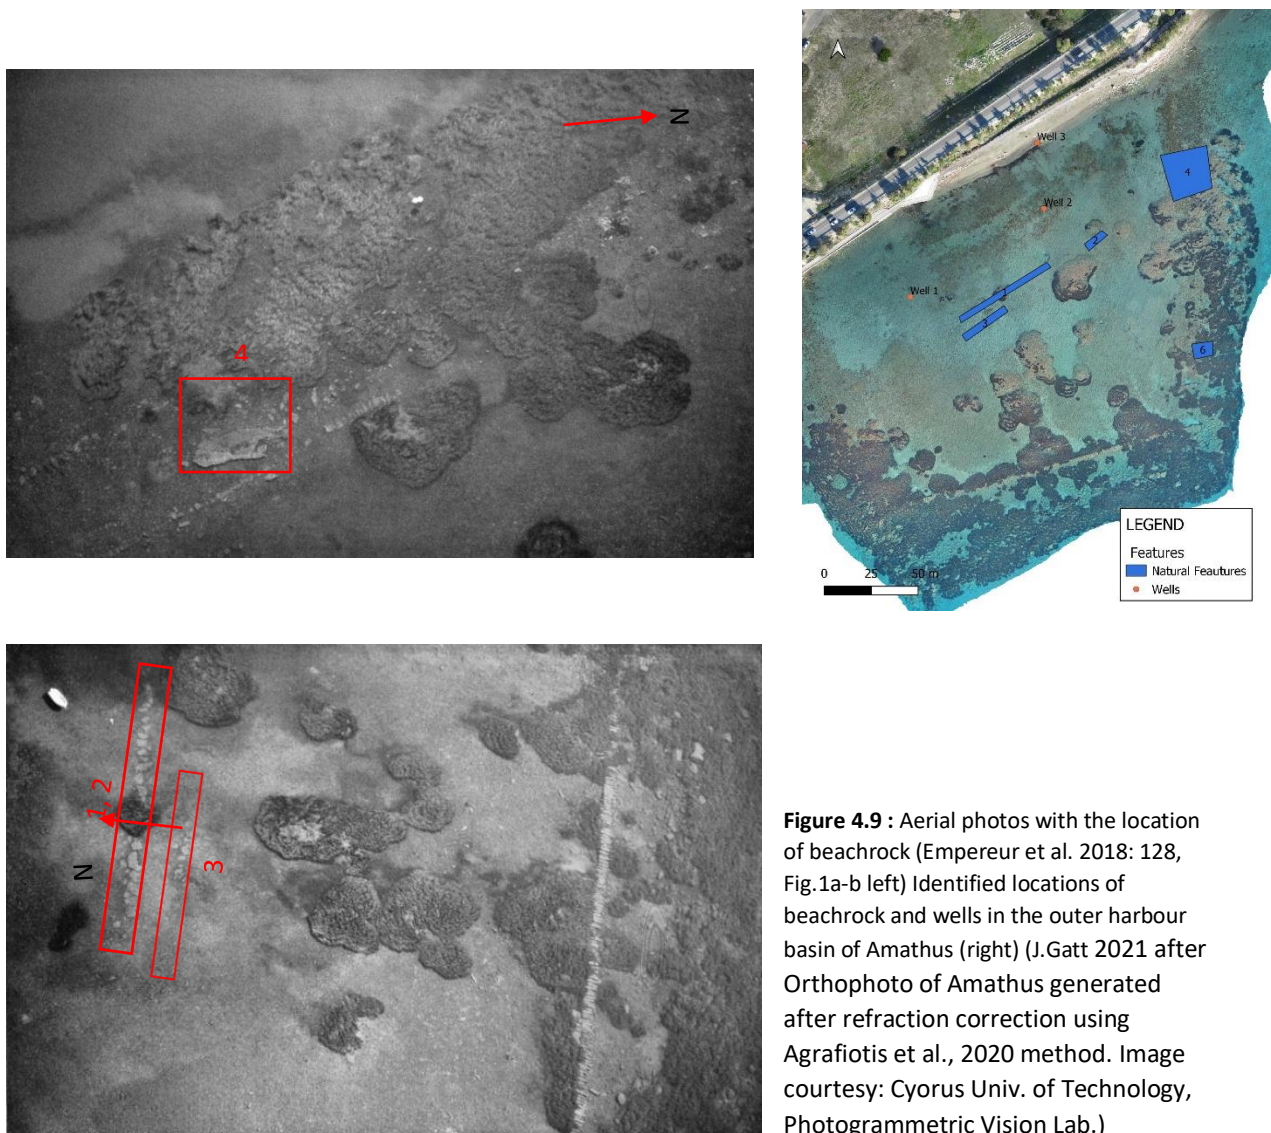 N
4
Well 3
4
Well 2
2
Well 1
1
3
6
LEGEND
Features
Natural Feautures
Wells
0 25 50 m
1, 2
3
N
Figure 4.9 : Aerial photos with the location
of beachrock (Empereur et al. 2018: 128,
Fig.1a-b left) Identified locations of
beachrock and wells in the outer harbour
basin of Amathus (right) (J.Gatt 2021 after
Orthophoto of Amathus generated
after refraction correction using
Agrafiotis et al., 2020 method. Image
courtesy: Cyorus Univ. of Technology,
Photogrammetric Vision Lab.)